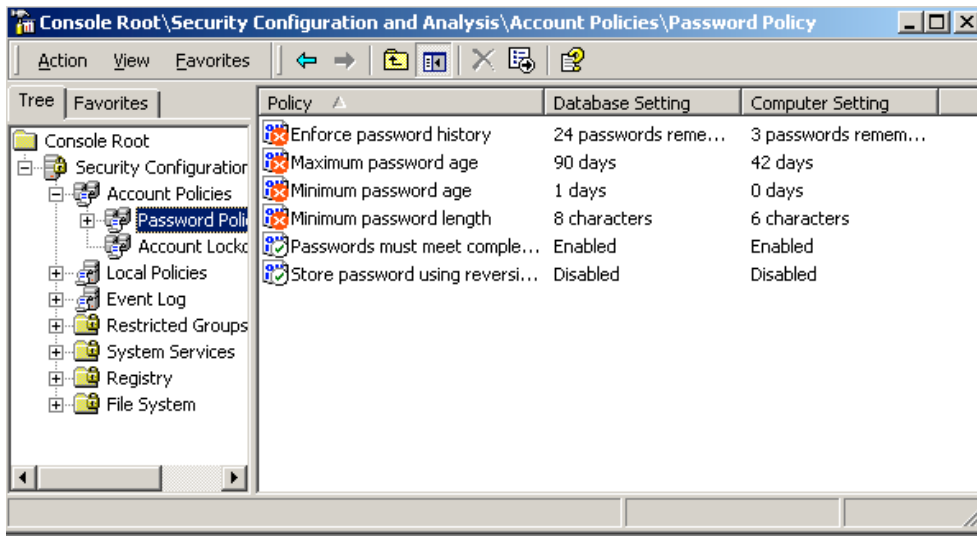 Console Root\Security Configuration and Analysis\Account Policies\Password Policy
Action View Favorites
Tree Favorites
Console Root
Security Configuration
Account Policies
Password Poli
Account Lockc
Local Policies
Event Log
Restricted Groups
System Services
Registry
File System
Policy Database Setting Computer Setting
Enforce password history 24 passwords reme... 3 passwords remem...
Maximum password age 90 days 42 days
Minimum password age 1 days 0 days
Minimum password length 8 characters 6 characters
Passwords must meet comple... Enabled Enabled
Store password using reversi... Disabled Disabled